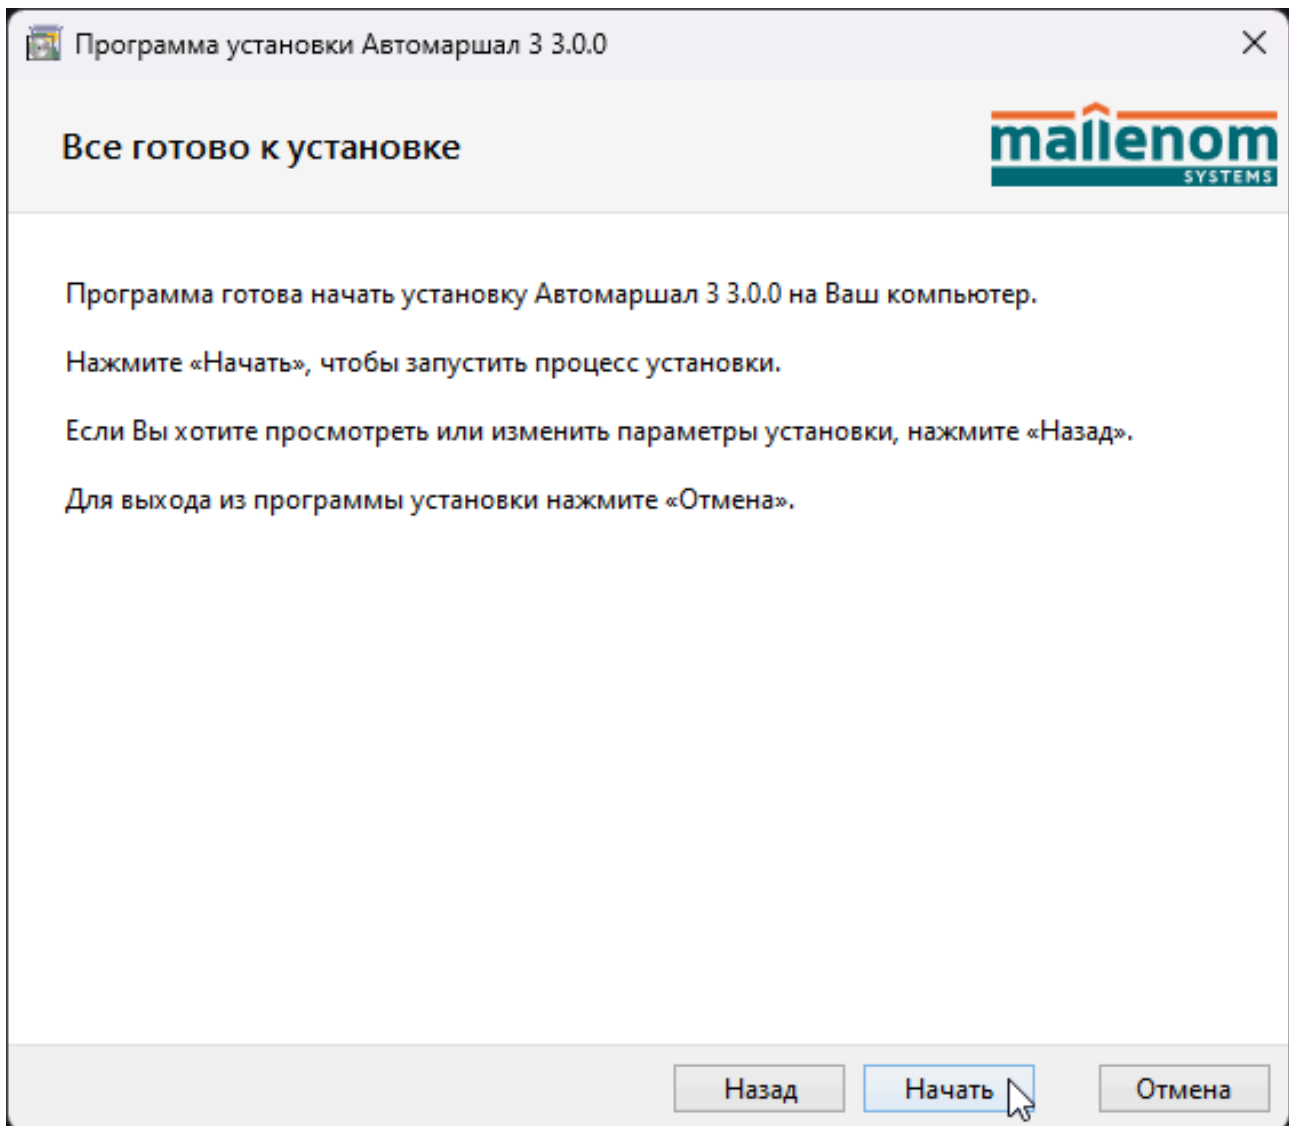 Программа установки Автомаршал 3 3.0.0
Все готово к установке
mallenom
SYSTEMS
Программа готова начать установку Автомаршал 3 3.0.0 на Ваш компьютер.
Нажмите «Начать», чтобы запустить процесс установки.
Если Вы хотите просмотреть или изменить параметры установки, нажмите «Назад».
Для выхода из программы установки нажмите «Отмена».
Назад
Начать
Отмена